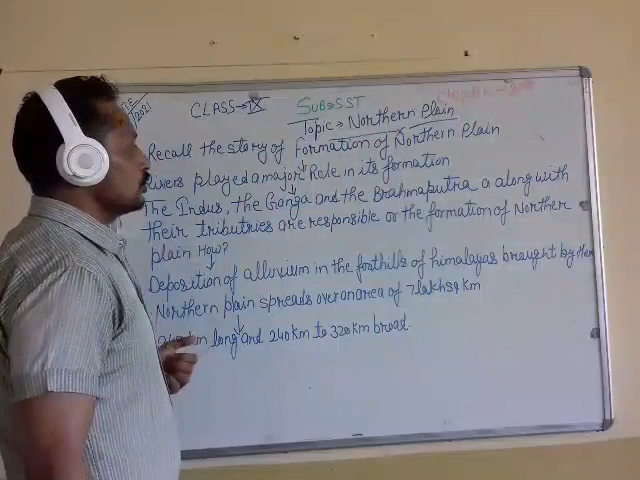 /2021
CLASS→IX SUB→SST
Topic→ Northern Plain
Recall the story of formation of Northern Plain
Rivers played a major Role in its formation
The Indus, the Ganga and the Brahmaputra a along with
their tributries are responsible or the formation of Norther
plain How?
Deposition of alluvium in the foothills of himalayas braught by them
Northern plain spreads over an area of 7 lakh sq km
km long and 240 km to 320 km broad.